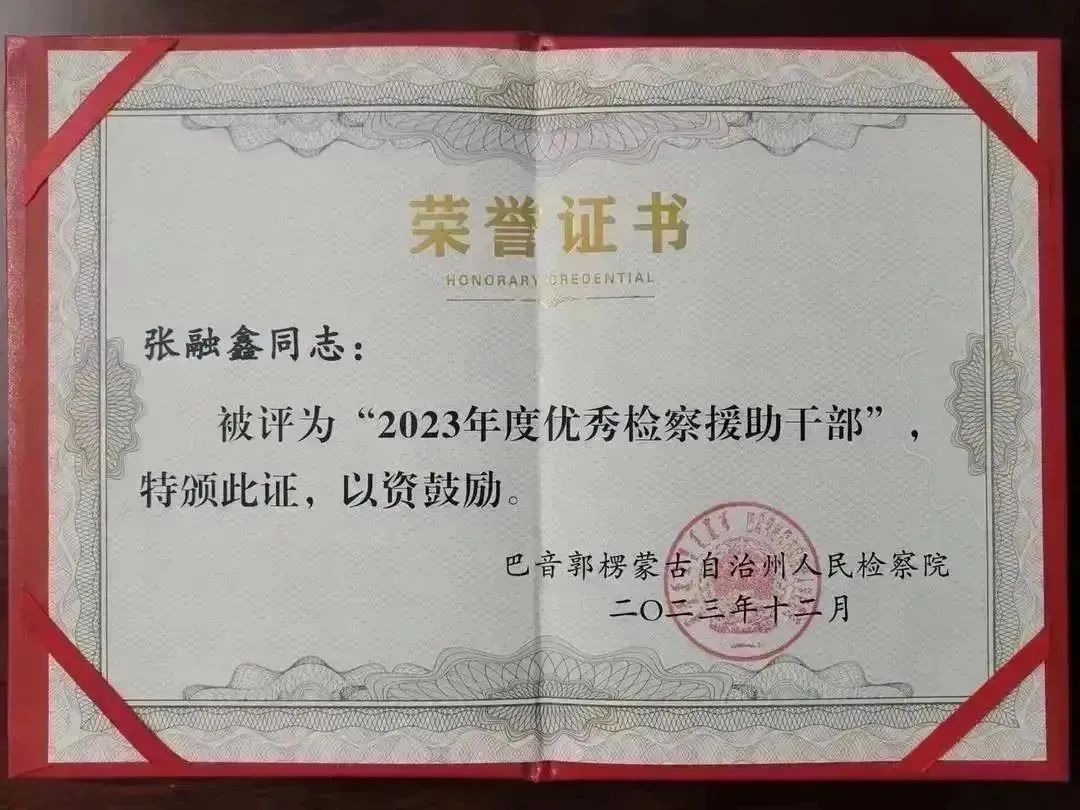 荣誉证书
HONORARY CREDENTIAL
张融鑫同志：
被评为“2023年度优秀检察援助干部”，
特颁此证，以资鼓励。
巴音郭楞蒙古自治州人民检察院
二〇二三年十二月